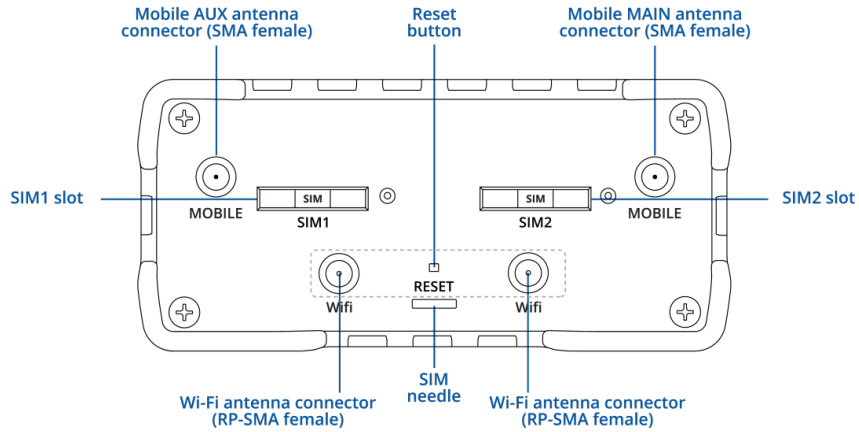 Mobile AUX antenna
connector (SMA female)
Reset
button
Mobile MAIN antenna
connector (SMA female)
SIM1 slot
MOBILE
SIM
SIM1
SIM
SIM2
MOBILE
SIM2 slot
RESET
Wifi
Wifi
SIM
needle
Wi-Fi antenna connector
(RP-SMA female)
Wi-Fi antenna connector
(RP-SMA female)